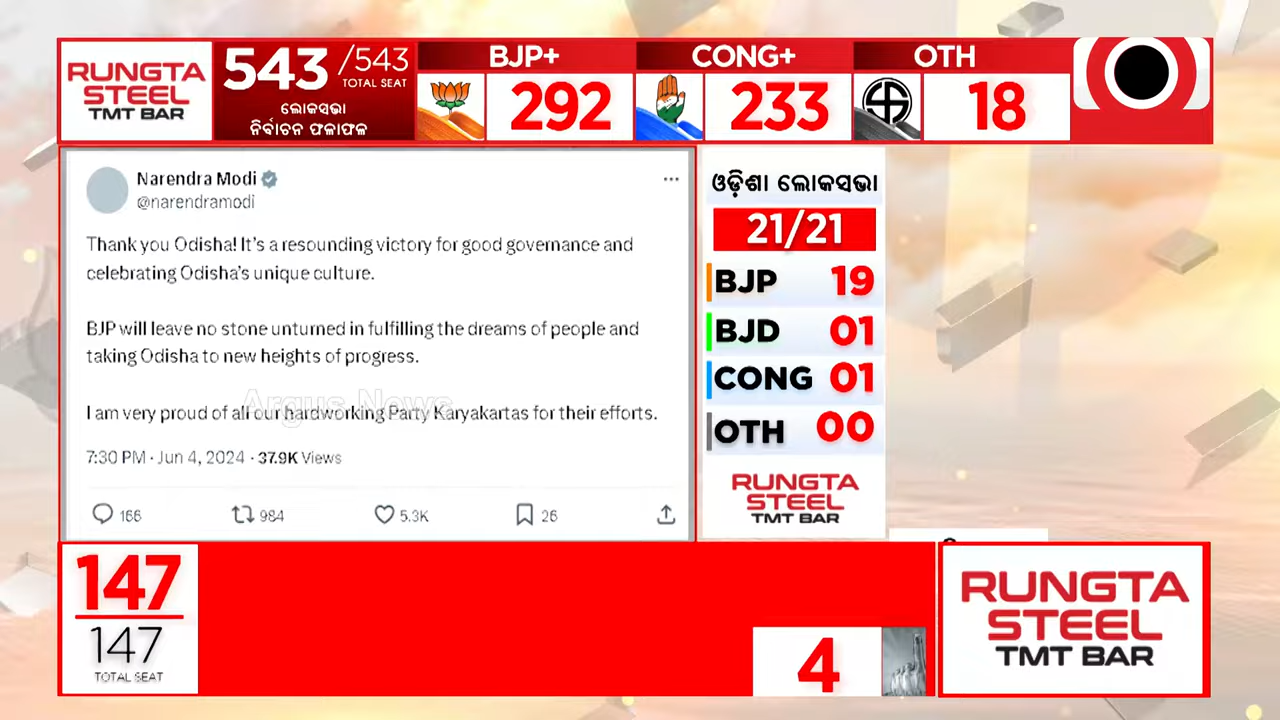 RUNGTA
STEEL
TMT BAR
543 /543
TOTAL SEAT
ଲୋକସଭା
ନିର୍ବାଚନ ଫଳାଫଳ
BJP+
292
CONG+
233
OTH
18
Narendra Modi
@narendramodi
Thank you Odisha! It's a resounding victory for good governance and
celebrating Odisha's unique culture.
BJP will leave no stone unturned in fulfilling the dreams of people and
taking Odisha to new heights of progress.
I am very proud of all our hardworking Party Karyakartas for their efforts.
Argus News
7:30 PM · Jun 4, 2024 · 37.9K Views
166 984 5.3K 26
ଓଡ଼ିଶା ଲୋକସଭା
21/21
BJP 19
BJD 01
CONG 01
OTH 00
RUNGTA
STEEL
TMT BAR
147
147
TOTAL SEAT
4
RUNGTA
STEEL
TMT BAR